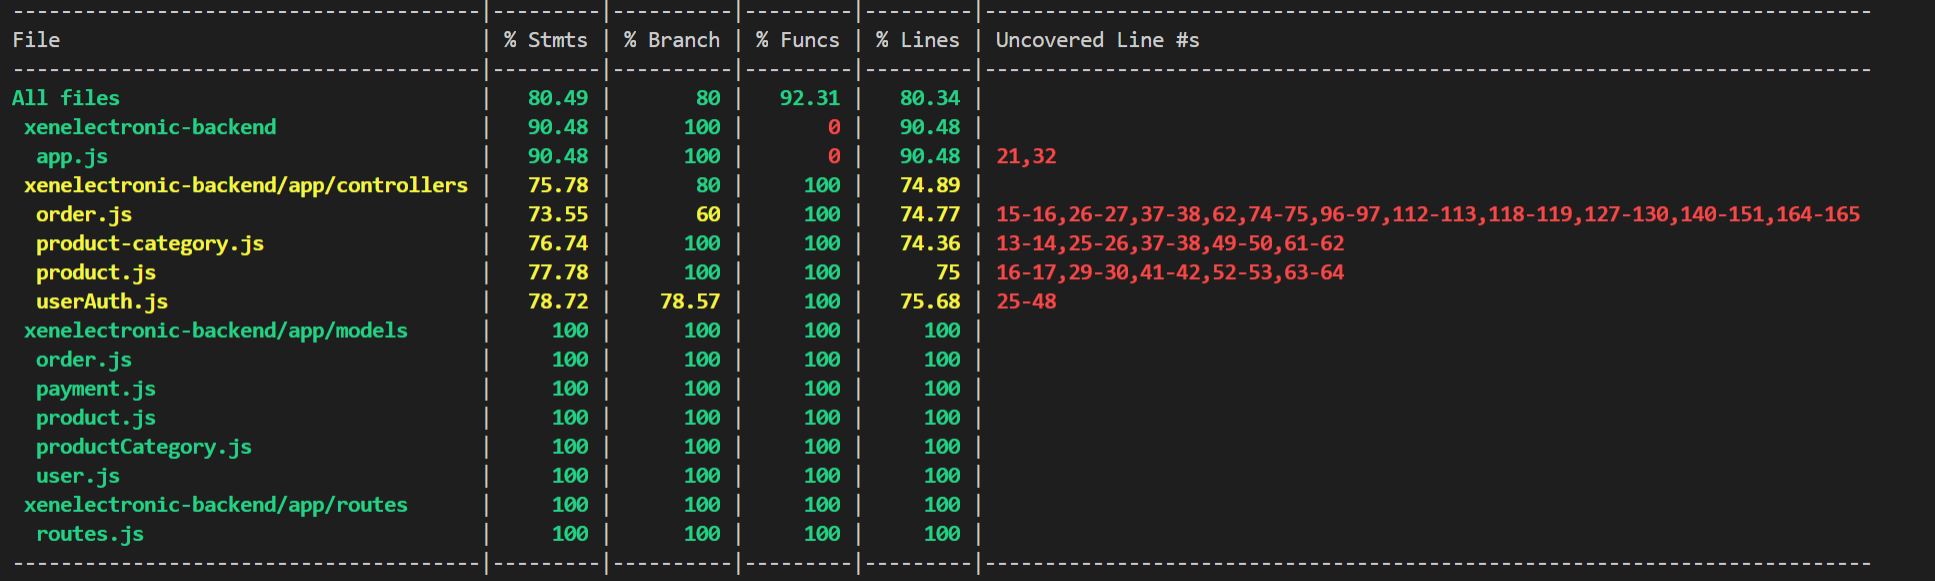 ----------------------------------------|---------|----------|---------|---------|---------------------------------------------------------------------------
File                                    | % Stmts | % Branch | % Funcs | % Lines | Uncovered Line #s
----------------------------------------|---------|----------|---------|---------|---------------------------------------------------------------------------
All files                               |   80.49 |       80 |   92.31 |   80.34 |
 xenelectronic-backend                  |   90.48 |      100 |       0 |   90.48 |
  app.js                                |   90.48 |      100 |       0 |   90.48 | 21,32
 xenelectronic-backend/app/controllers  |   75.78 |       80 |     100 |   74.89 |
  order.js                              |   73.55 |       60 |     100 |   74.77 | 15-16,26-27,37-38,62,74-75,96-97,112-113,118-119,127-130,140-151,164-165
  product-category.js                   |   76.74 |      100 |     100 |   74.36 | 13-14,25-26,37-38,49-50,61-62
  product.js                            |   77.78 |      100 |     100 |      75 | 16-17,29-30,41-42,52-53,63-64
  userAuth.js                           |   78.72 |    78.57 |     100 |   75.68 | 25-48
 xenelectronic-backend/app/models       |     100 |      100 |     100 |     100 |
  order.js                              |     100 |      100 |     100 |     100 |
  payment.js                            |     100 |      100 |     100 |     100 |
  product.js                            |     100 |      100 |     100 |     100 |
  productCategory.js                    |     100 |      100 |     100 |     100 |
  user.js                               |     100 |      100 |     100 |     100 |
 xenelectronic-backend/app/routes       |     100 |      100 |     100 |     100 |
  routes.js                             |     100 |      100 |     100 |     100 |
----------------------------------------|---------|----------|---------|---------|---------------------------------------------------------------------------